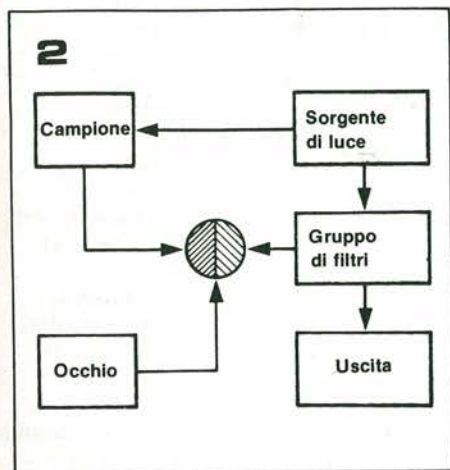 2
Campione
Sorgente
di luce
Gruppo
di filtri
Occhio
Uscita